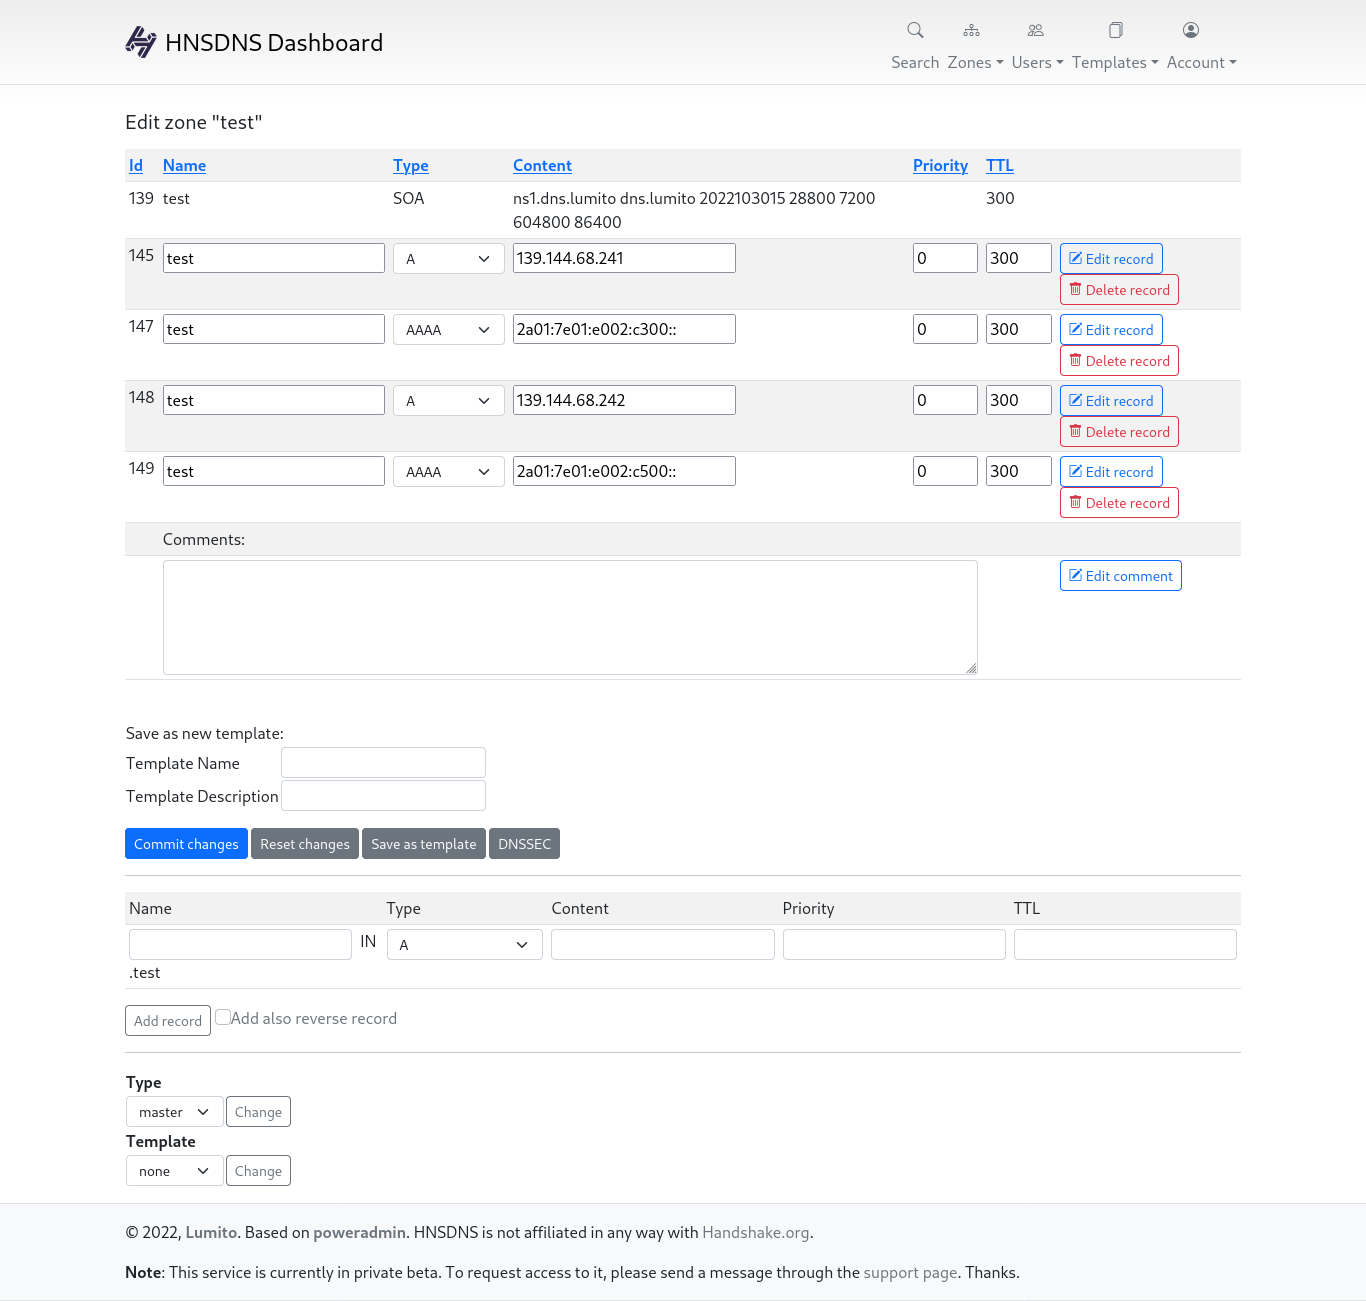 HNSDNS Dashboard
Search Zones Users Templates Account
Edit zone "test"
Id Name Type Content Priority TTL
139 test SOA ns1.dns.lumito dns.lumito 2022103015 28800 7200 300
604800 86400
145 test A 139.144.68.241 0 300 Edit record
Delete record
147 test AAAA 2a01:7e01:e002:c300:: 0 300 Edit record
Delete record
148 test A 139.144.68.242 0 300 Edit record
Delete record
149 test AAAA 2a01:7e01:e002:c500:: 0 300 Edit record
Delete record
Comments:
Edit comment
Save as new template:
Template Name
Template Description
Commit changes Reset changes Save as template DNSSEC
Name Type Content Priority TTL
IN A
.test
Add record Add also reverse record
Type
master Change
Template
none Change
© 2022, Lumito. Based on poweradmin. HNSDNS is not affiliated in any way with Handshake.org.
Note: This service is currently in private beta. To request access to it, please send a message through the support page. Thanks.